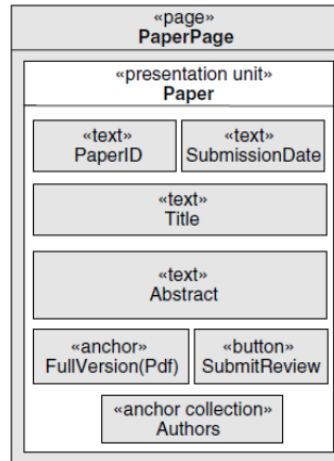 «page»
PaperPage
«presentation unit»
Paper
«text»
PaperID
«text»
SubmissionDate
«text»
Title
«text»
Abstract
«anchor»
FullVersion(Pdf)
«button»
SubmitReview
«anchor collection»
Authors